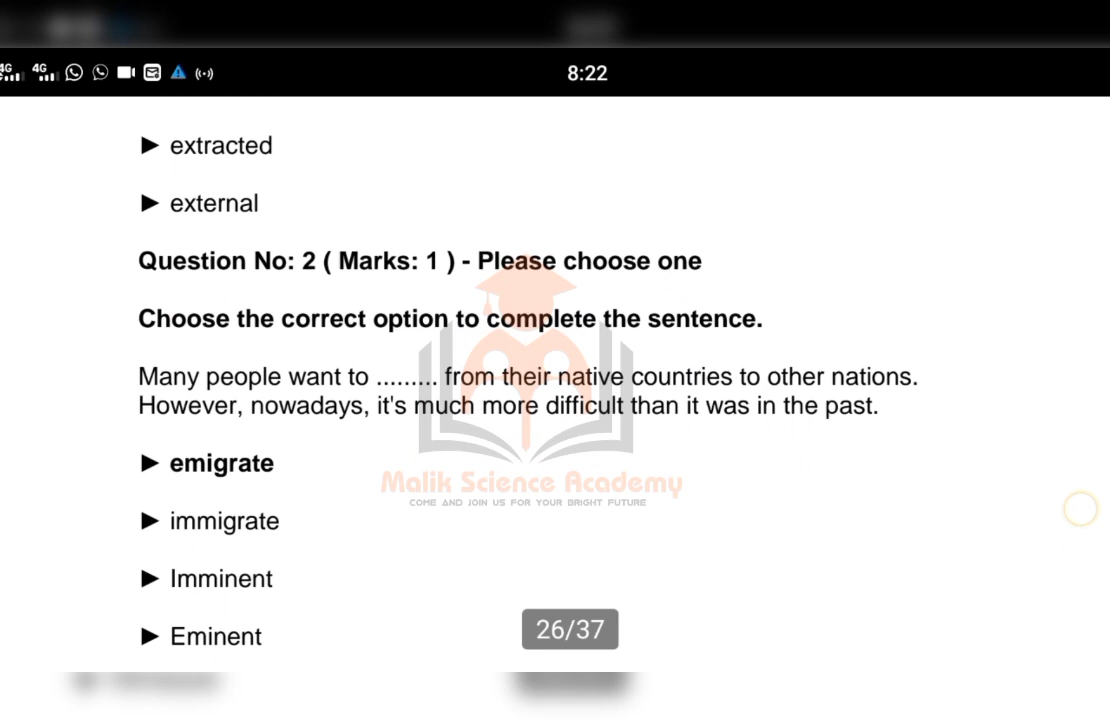 4G 4G 8:22
► extracted
► external
Question No: 2 ( Marks: 1 ) - Please choose one
Choose the correct option to complete the sentence.
Many people want to ......... from their native countries to other nations.
However, nowadays, it's much more difficult than it was in the past.
► emigrate
Malik Science Academy
COME AND JOIN US FOR YOUR BRIGHT FUTURE
► immigrate
► Imminent
► Eminent
26/37